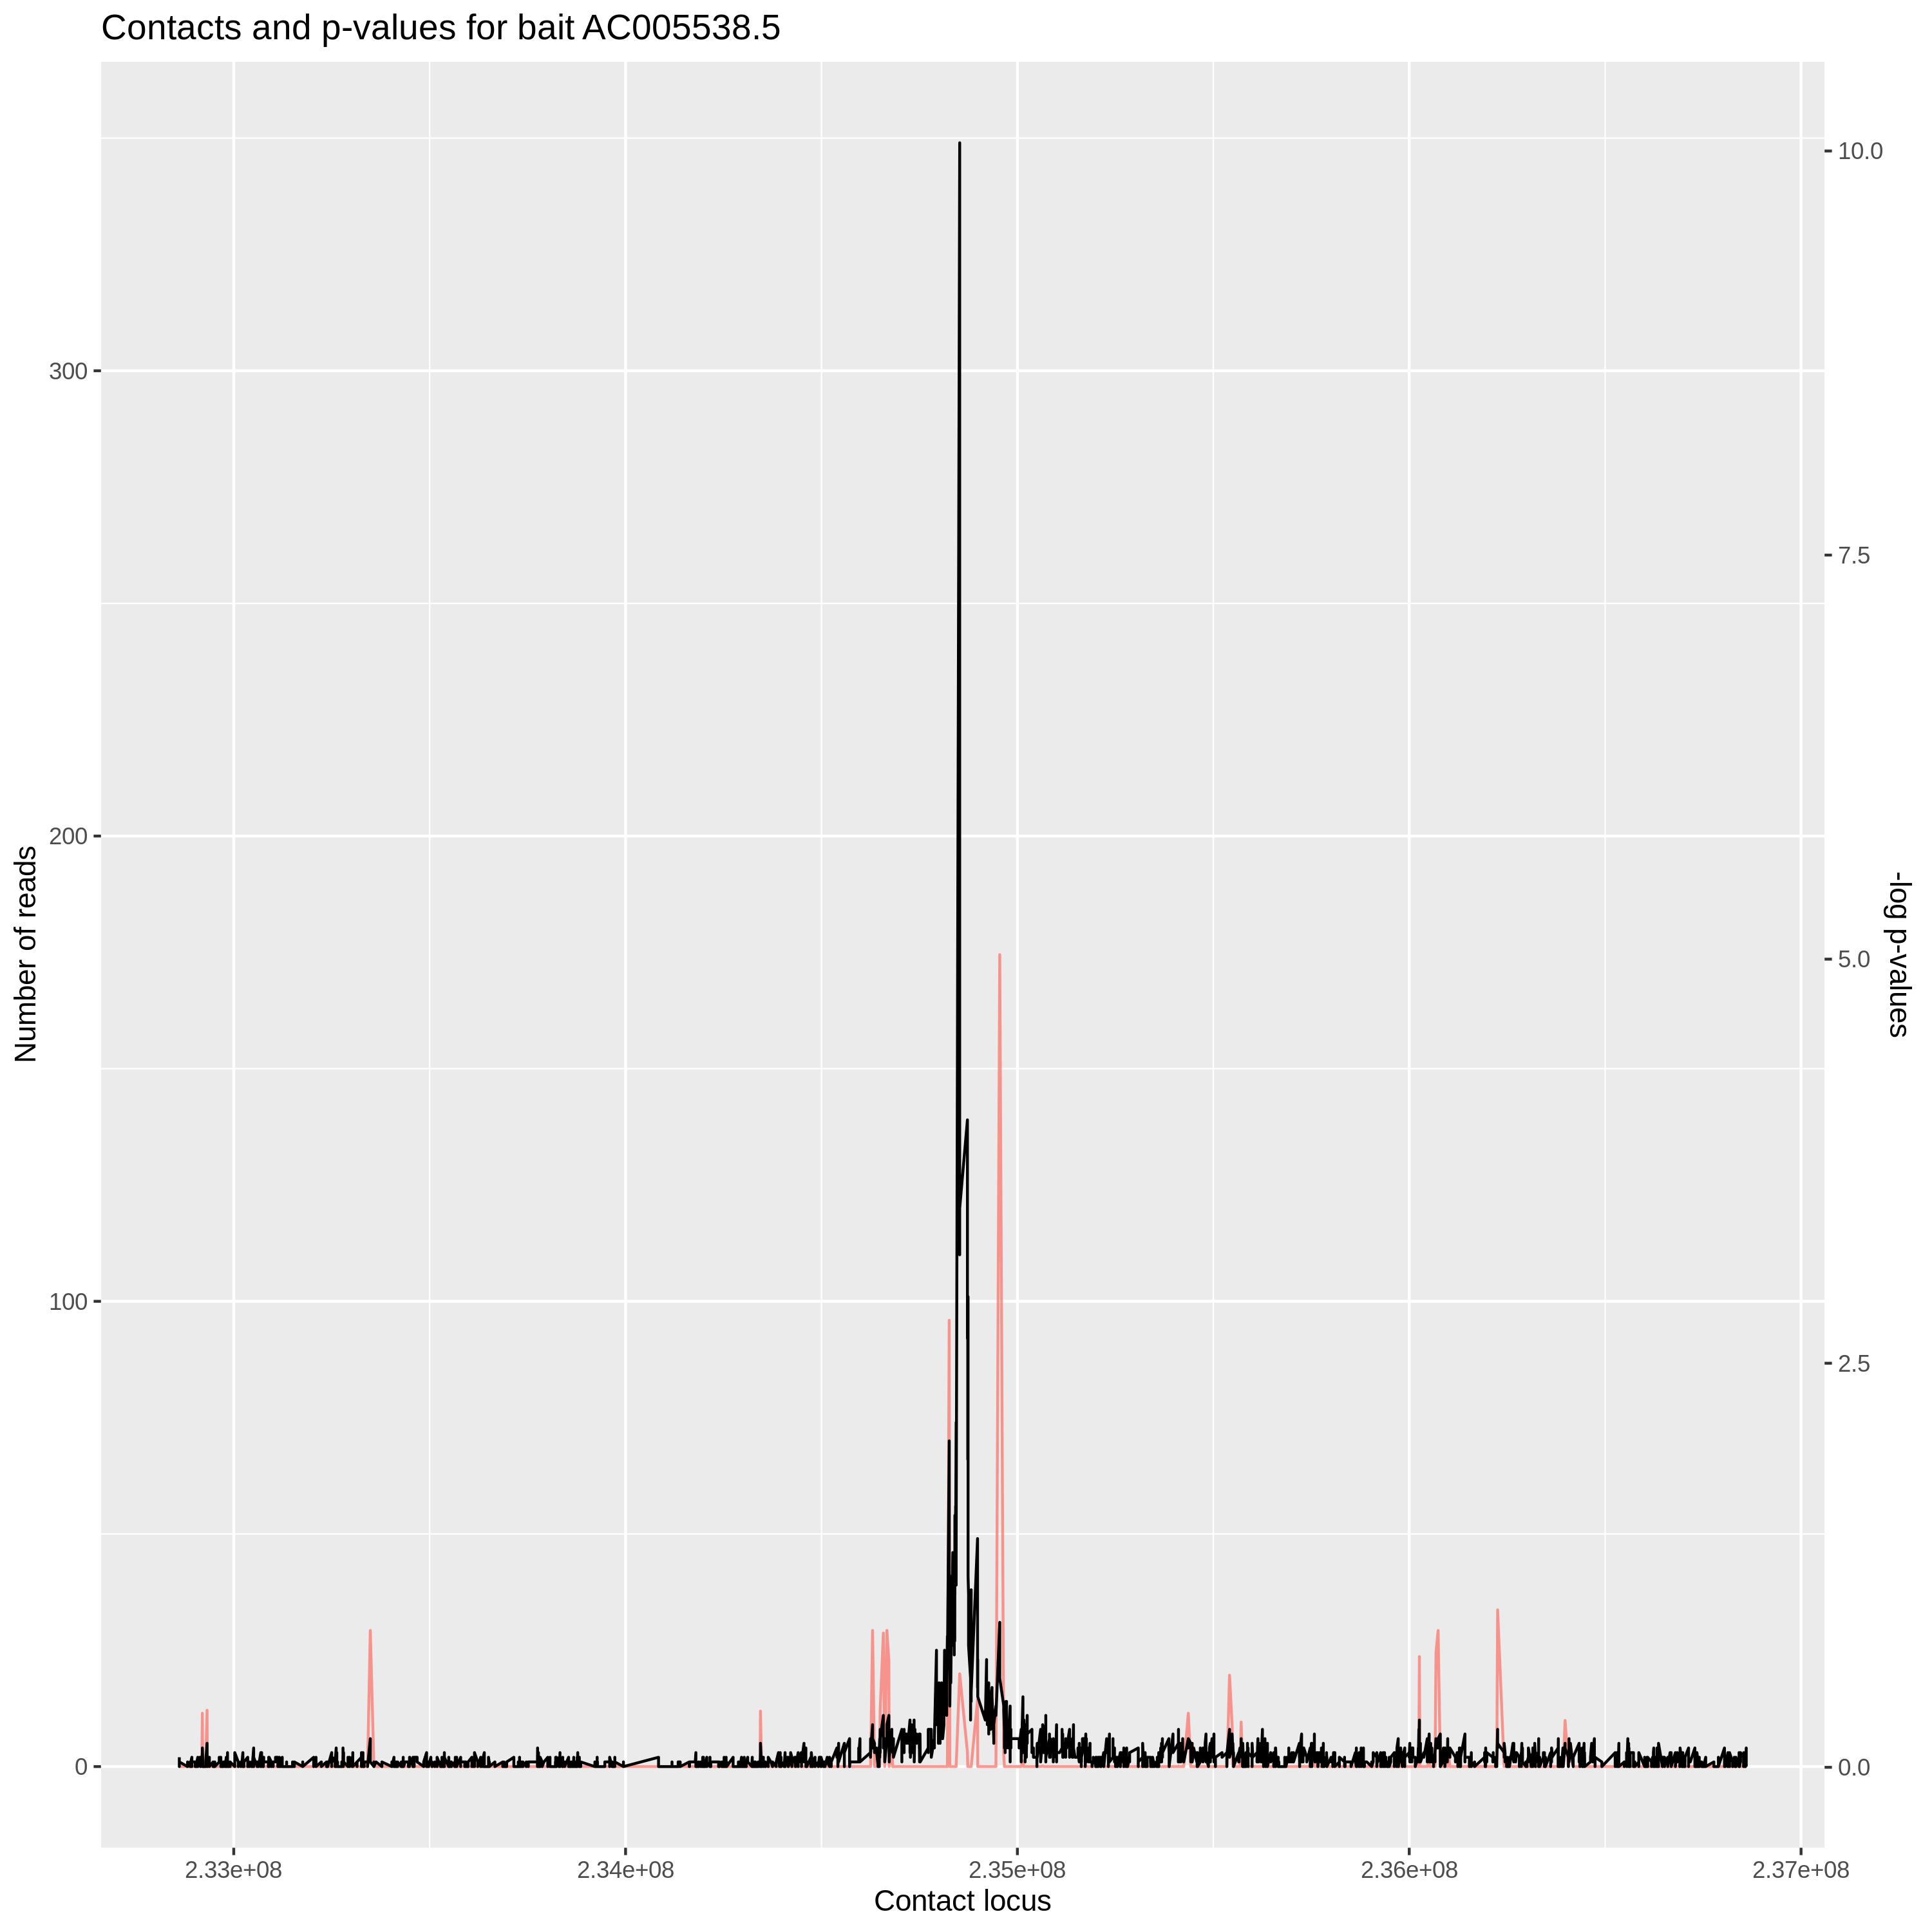 Contacts and p-values for bait AC005538.5
300
200
100
0
Number of reads
10.0
7.5
5.0
2.5
0.0
-log p-values
2.33e+08
2.34e+08
2.35e+08
2.36e+08
2.37e+08
Contact locus